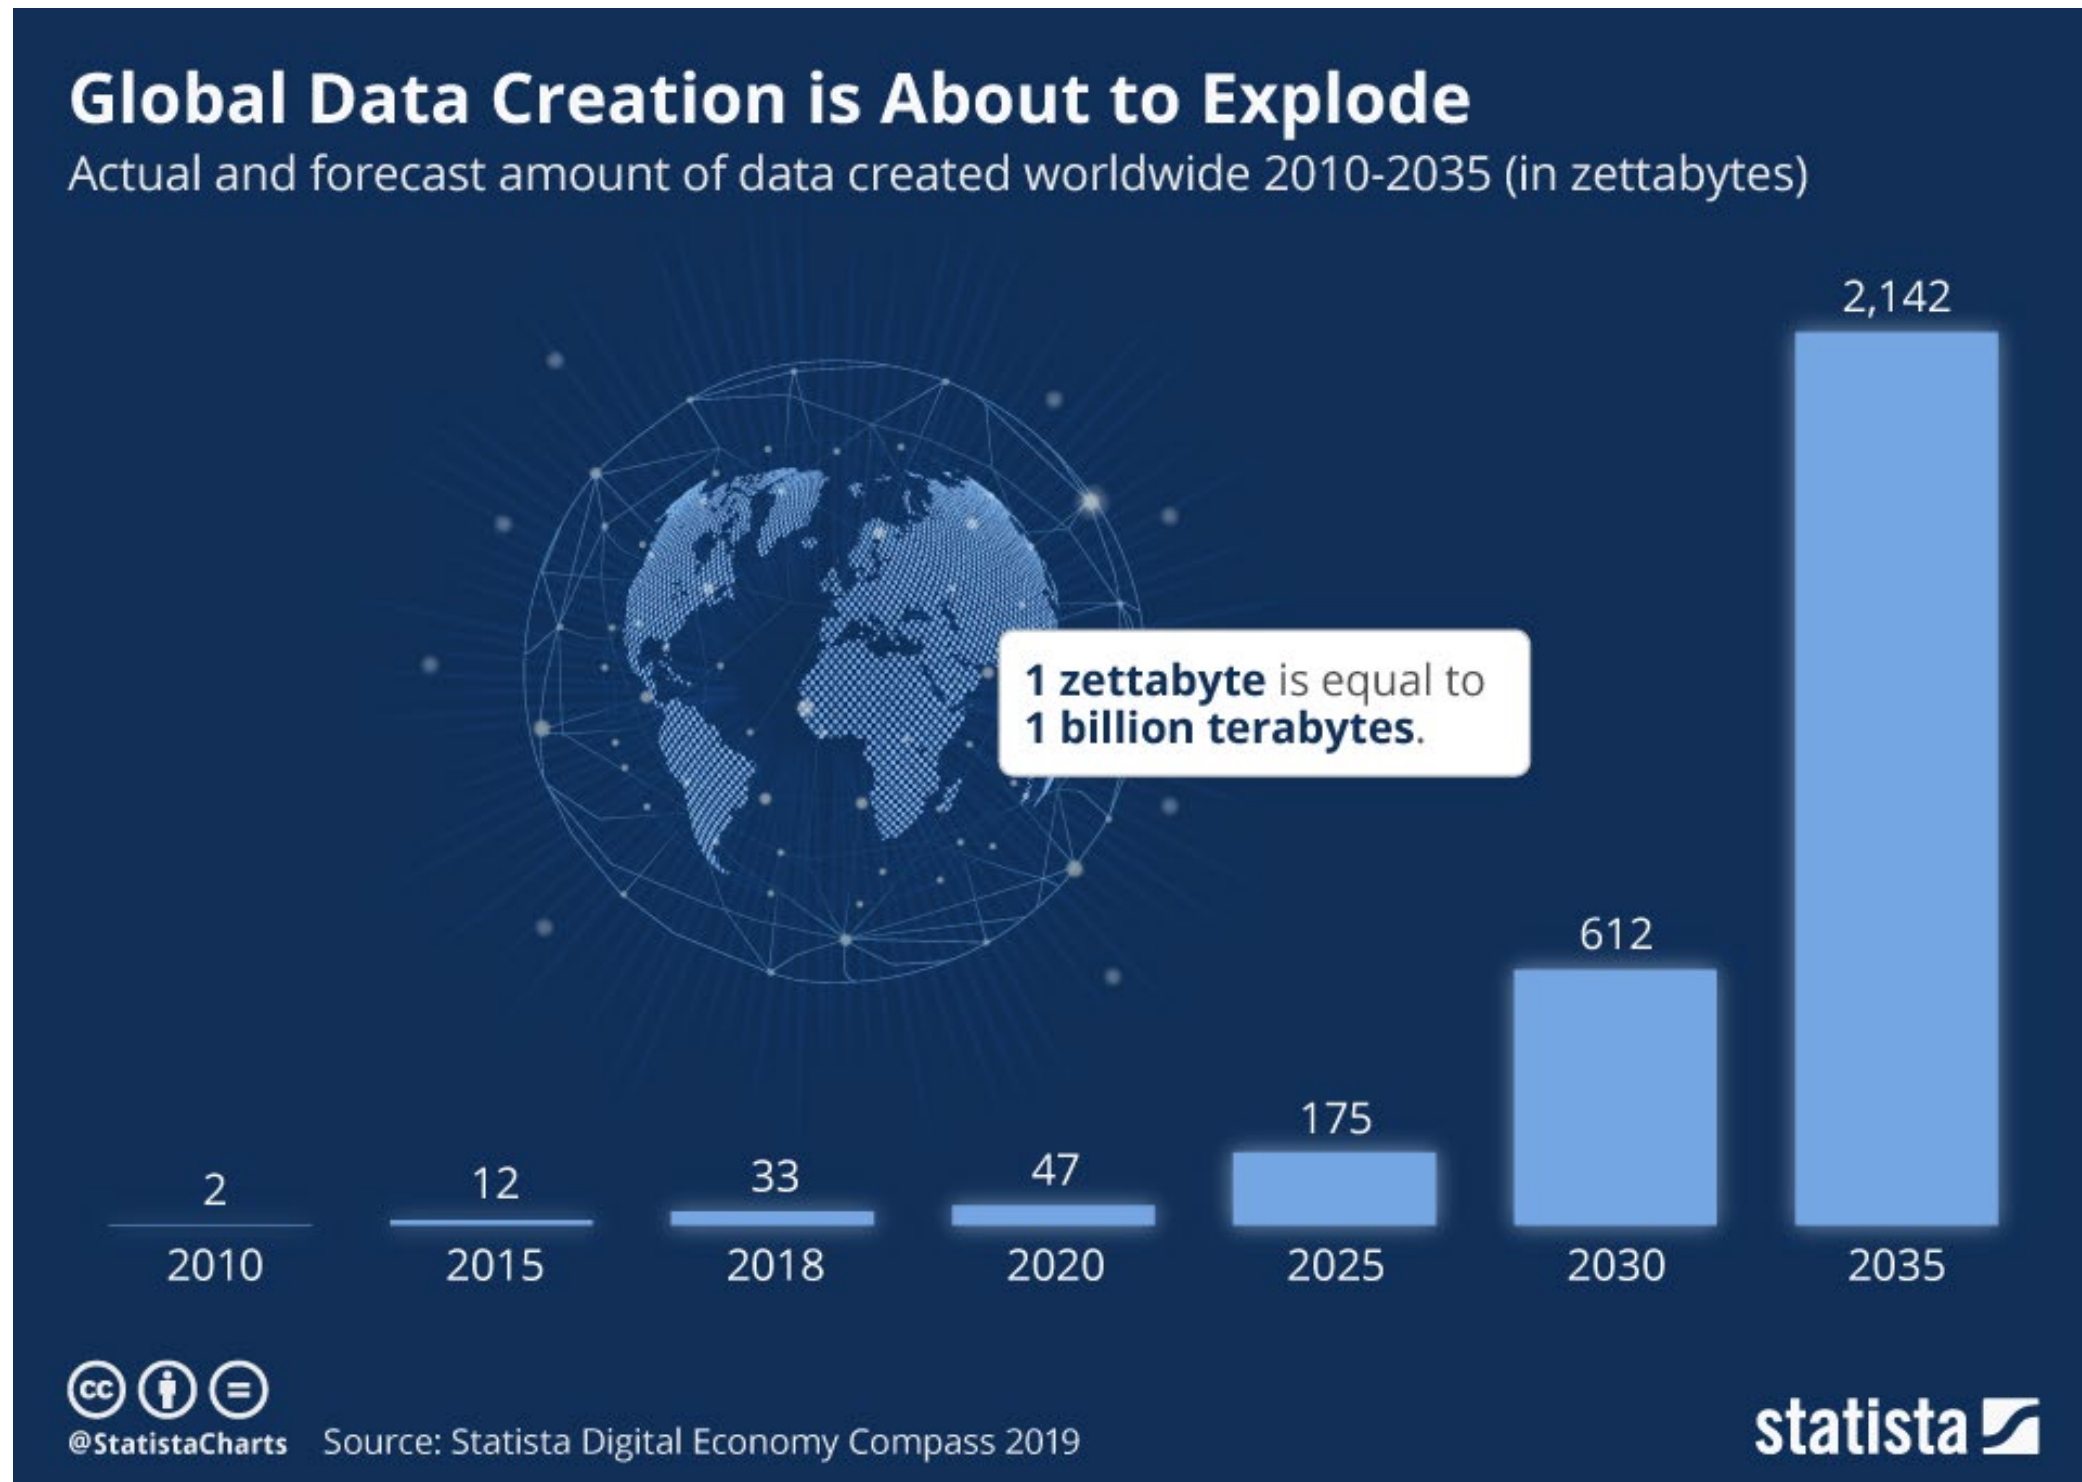 Global Data Creation is About to Explode
Actual and forecast amount of data created worldwide 2010-2035 (in zettabytes)
2,142
1 zettabyte is equal to
1 billion terabytes.
612
175
47
33
12
2
2010 2015 2018 2020 2025 2030 2035
cc
@StatistaCharts Source: Statista Digital Economy Compass 2019
statista